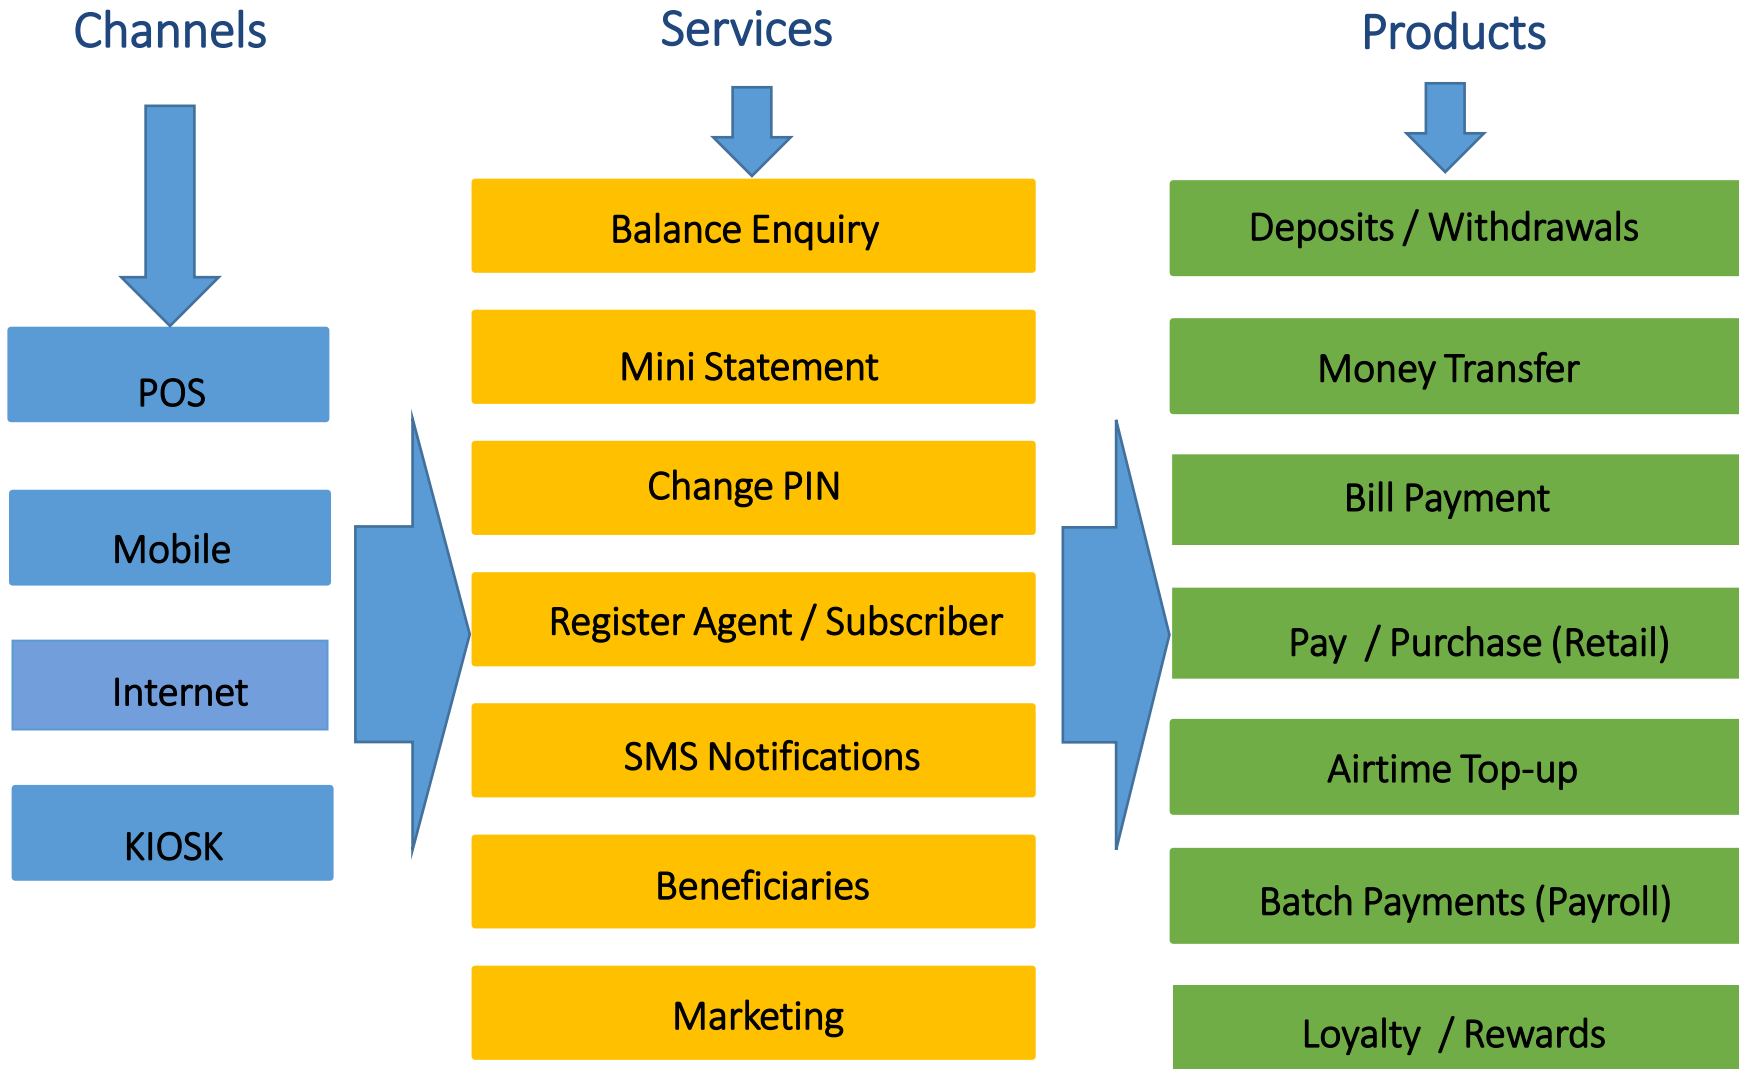 Channels
Services
Products
POS
Mobile
Internet
KIOSK
Balance Enquiry
Mini Statement
Change PIN
Register Agent / Subscriber
SMS Notifications
Beneficiaries
Marketing
Deposits / Withdrawals
Money Transfer
Bill Payment
Pay / Purchase (Retail)
Airtime Top-up
Batch Payments (Payroll)
Loyalty / Rewards